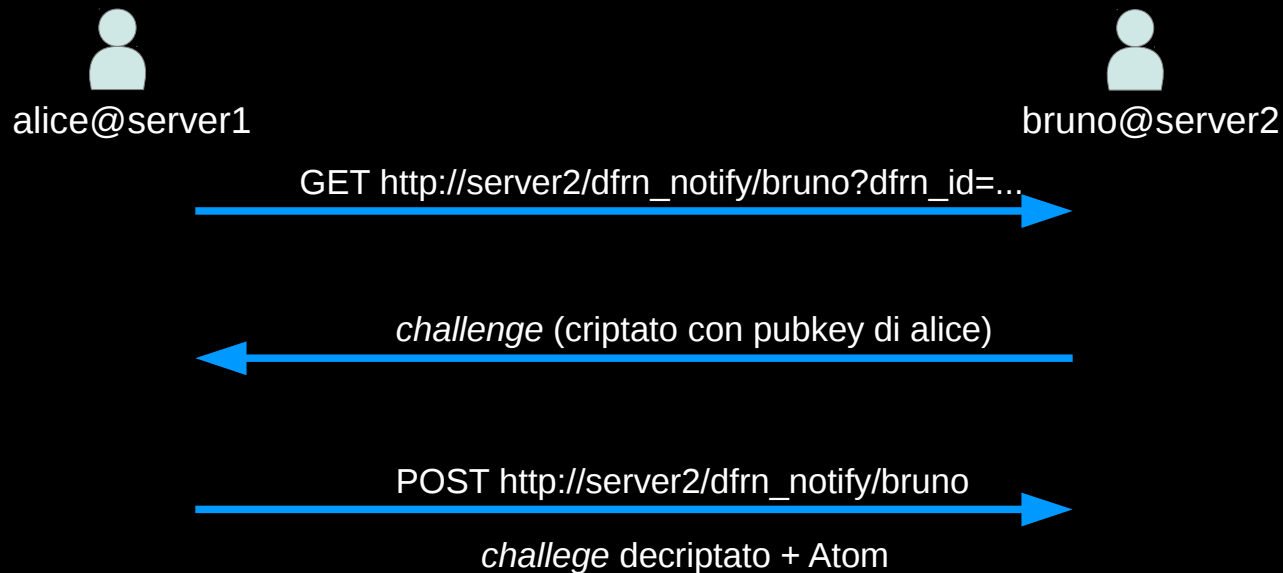 alice@server1
bruno@server2
GET http://server2/dfrn_notify/bruno?dfrn_id=...
challenge (criptato con pubkey di alice)
POST http://server2/dfrn_notify/bruno
challege decriptato + Atom